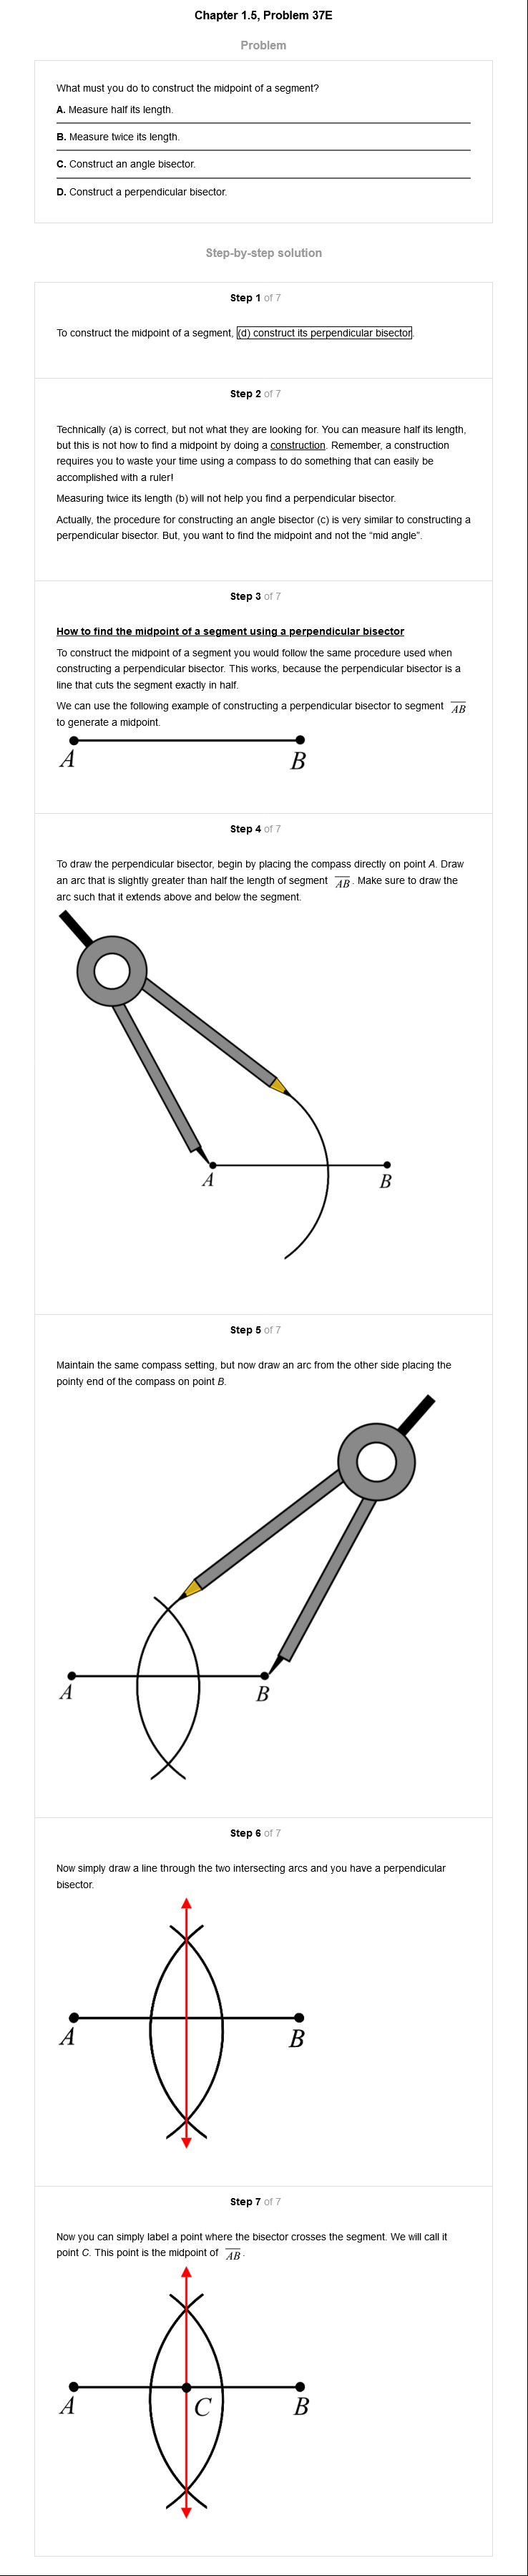 Chapter 1.5, Problem 37E
Problem
What must you do to construct the midpoint of a segment?
A. Measure half its length.
B. Measure twice its length.
C. Construct an angle bisector.
D. Construct a perpendicular bisector.
Step-by-step solution
Step 1 of 7
To construct the midpoint of a segment, (d) construct its perpendicular bisector.
Step 2 of 7
Technically (a) is correct, but not what they are looking for. You can measure half its length,
but this is not how to find a midpoint by doing a construction. Remember, a construction
requires you to waste your time using a compass to do something that can easily be
accomplished with a ruler!
Measuring twice its length (b) will not help you find a perpendicular bisector.
Actually, the procedure for constructing an angle bisector (c) is very similar to constructing a
perpendicular bisector. But, you want to find the midpoint and not the “mid angle”.
Step 3 of 7
How to find the midpoint of a segment using a perpendicular bisector
To construct the midpoint of a segment you would follow the same procedure used when
constructing a perpendicular bisector. This works, because the perpendicular bisector is a
line that cuts the segment exactly in half.
We can use the following example of constructing a perpendicular bisector to segment AB
to generate a midpoint.
A B
Step 4 of 7
To draw the perpendicular bisector, begin by placing the compass directly on point A. Draw
an arc that is slightly greater than half the length of segment AB. Make sure to draw the
arc such that it extends above and below the segment.
A B
Step 5 of 7
Maintain the same compass setting, but now draw an arc from the other side placing the
pointy end of the compass on point B.
A B
Step 6 of 7
Now simply draw a line through the two intersecting arcs and you have a perpendicular
bisector.
A B
Step 7 of 7
Now you can simply label a point where the bisector crosses the segment. We will call it
point C. This point is the midpoint of AB.
A C B